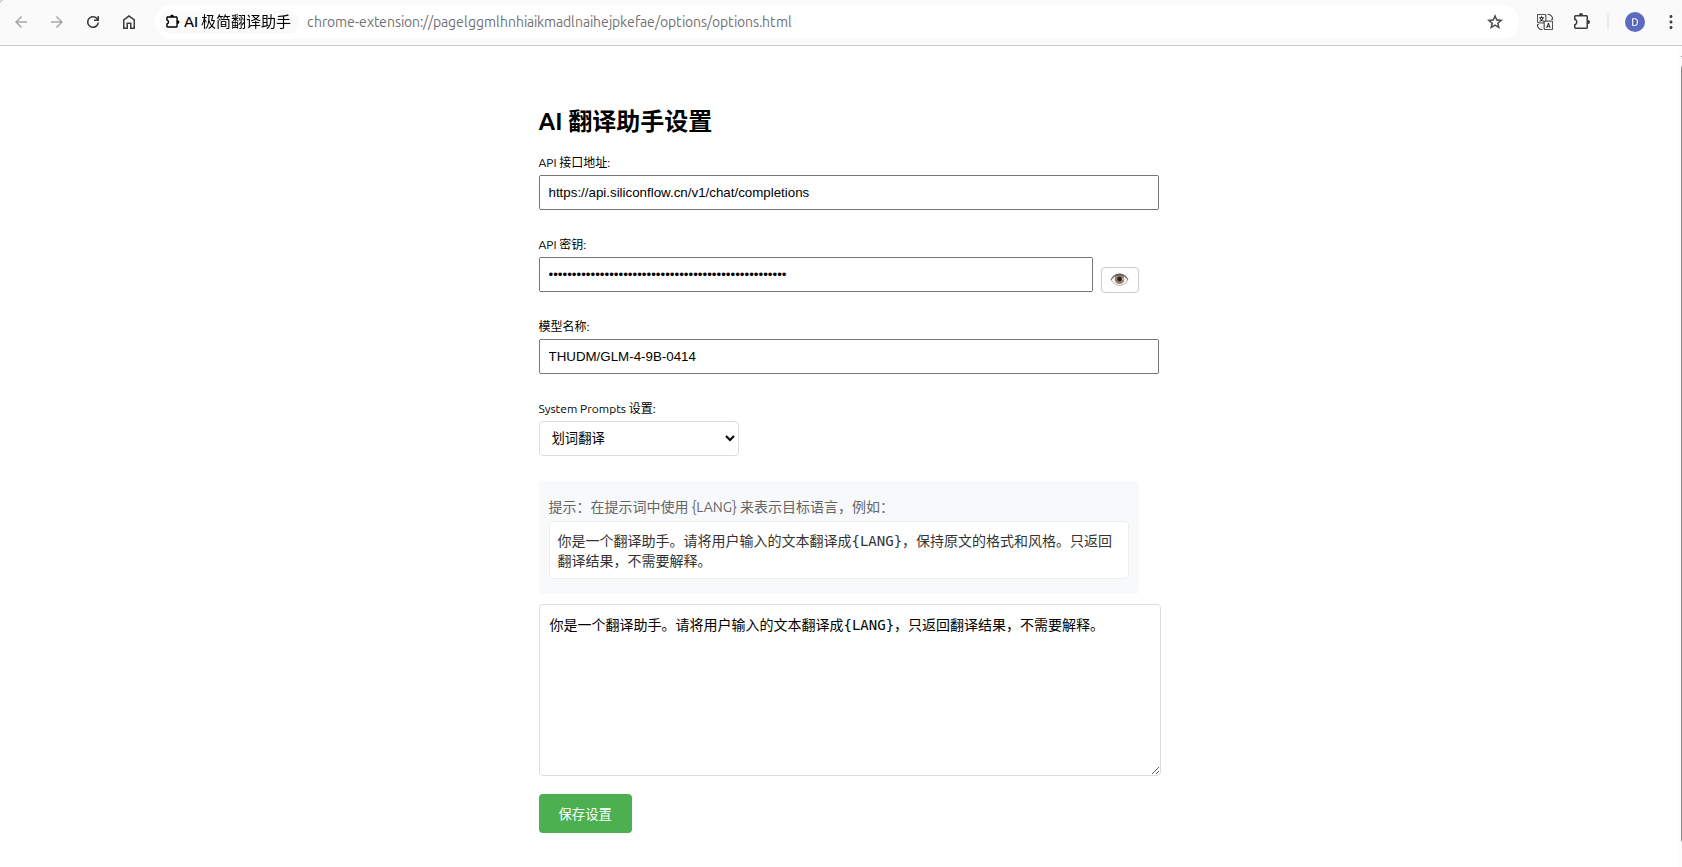 AI 极简翻译助手 chrome-extension://pagelggmlhnhiaikmadlnaihejpkefae/options/options.html
D
AI 翻译助手设置
API 接口地址:
https://api.siliconflow.cn/v1/chat/completions
API 密钥:
••••••••••••••••••••••••••••••••••••••••••••••••••••
模型名称:
THUDM/GLM-4-9B-0414
System Prompts 设置:
划词翻译
提示：在提示词中使用 {LANG} 来表示目标语言，例如：
你是一个翻译助手。请将用户输入的文本翻译成{LANG}，保持原文的格式和风格。只返回
翻译结果，不需要解释。
你是一个翻译助手。请将用户输入的文本翻译成{LANG}，只返回翻译结果，不需要解释。
保存设置